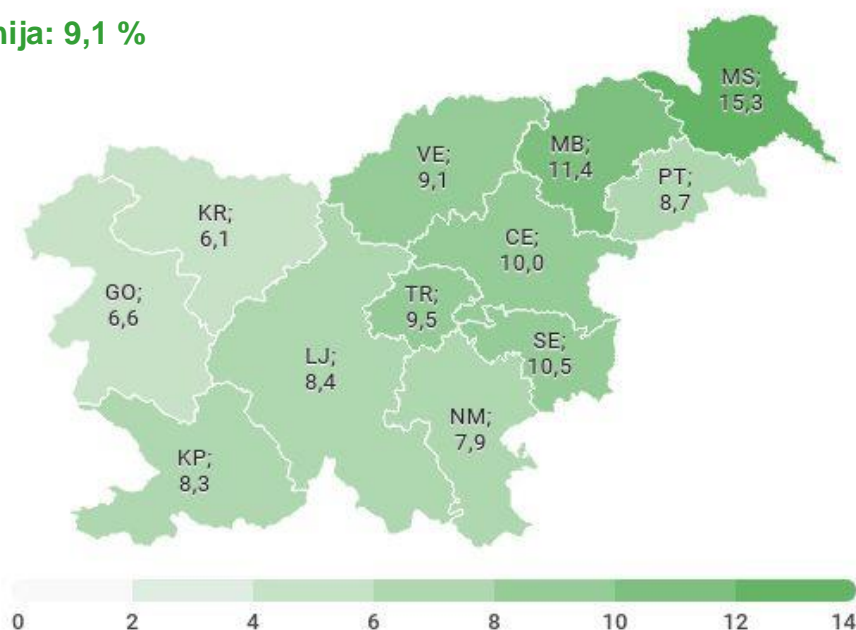 nija: 9,1 %
MS;
15,3
MB;
11,4
VE;
9,1
PT;
8,7
KR;
6,1
CE;
10,0
GO;
6,6
TR;
9,5
SE;
10,5
LJ;
8,4
NM;
7,9
KP;
8,3
0 2 4 6 8 10 12 14